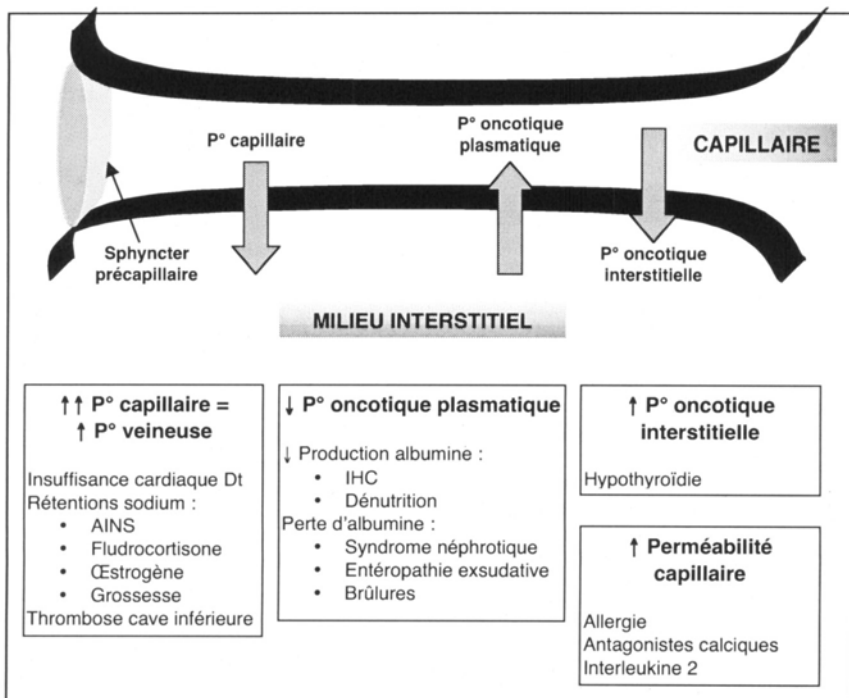 P° capillaire
P° oncotique
plasmatique
CAPILLAIRE
Sphyncter
précapillaire
P° oncotique
interstitielle
MILIEU INTERSTITIEL
↑↑ P° capillaire =
↑ P° veineuse
Insuffisance cardiaque Dt
Rétentions sodium :
• AINS
• Fludrocortisone
• Œstrogène
• Grossesse
Thrombose cave inférieure
↓ P° oncotique plasmatique
↓ Production albumine :
• IHC
• Dénutrition
Perte d'albumine :
• Syndrome néphrotique
• Entéropathie exsudative
• Brûlures
↑ P° oncotique
interstitielle
Hypothyroïdie
↑ Perméabilité
capillaire
Allergie
Antagonistes calciques
Interleukine 2